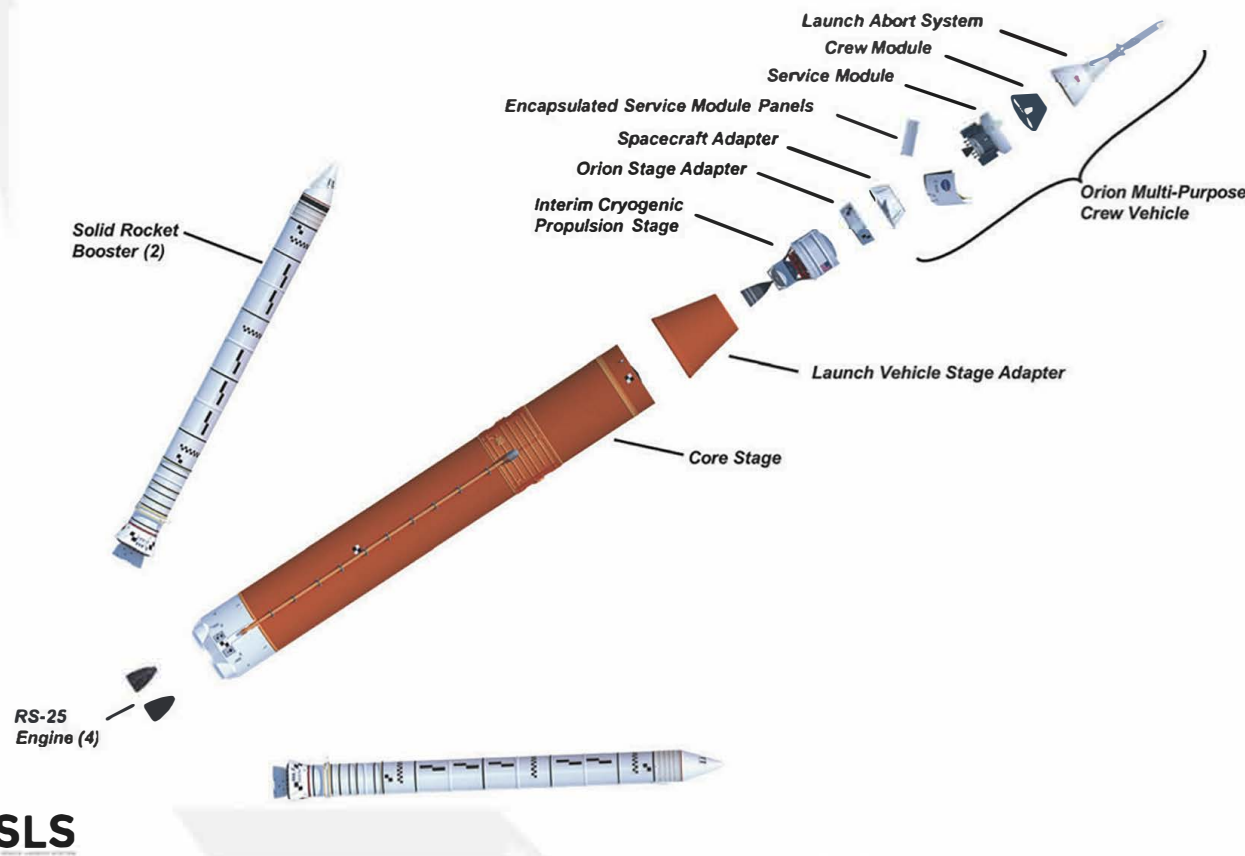 Launch Abort System
Crew Module
Service Module
Encapsulated Service Module Panels
Spacecraft Adapter
Orion Stage Adapter
Interim Cryogenic
Propulsion Stage
Orion Multi-Purpose
Crew Vehicle
Solid Rocket
Booster (2)
Launch Vehicle Stage Adapter
Core Stage
RS-25
Engine (4)
SLS